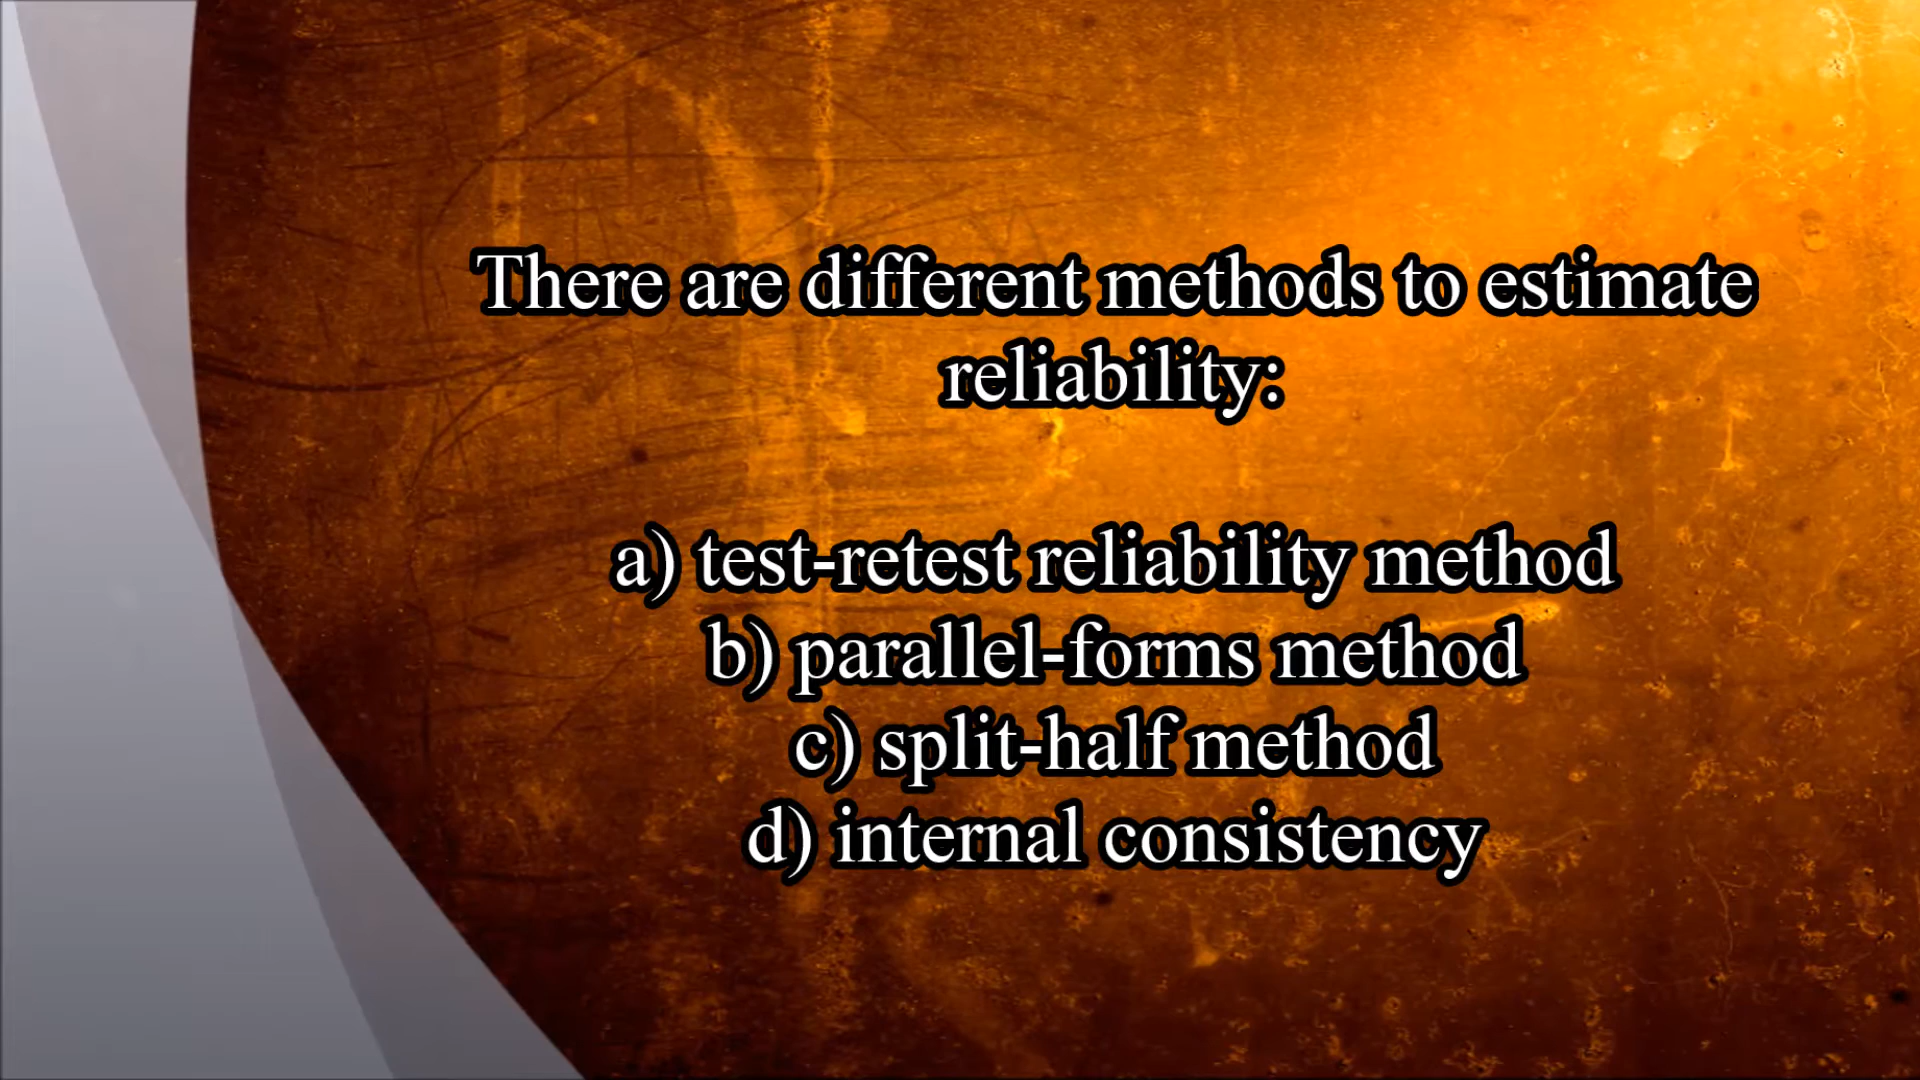 There are different methods to estimate
reliability:
a) test-retest reliability method
b) parallel-forms method
c) split-half method
d) internal consistency